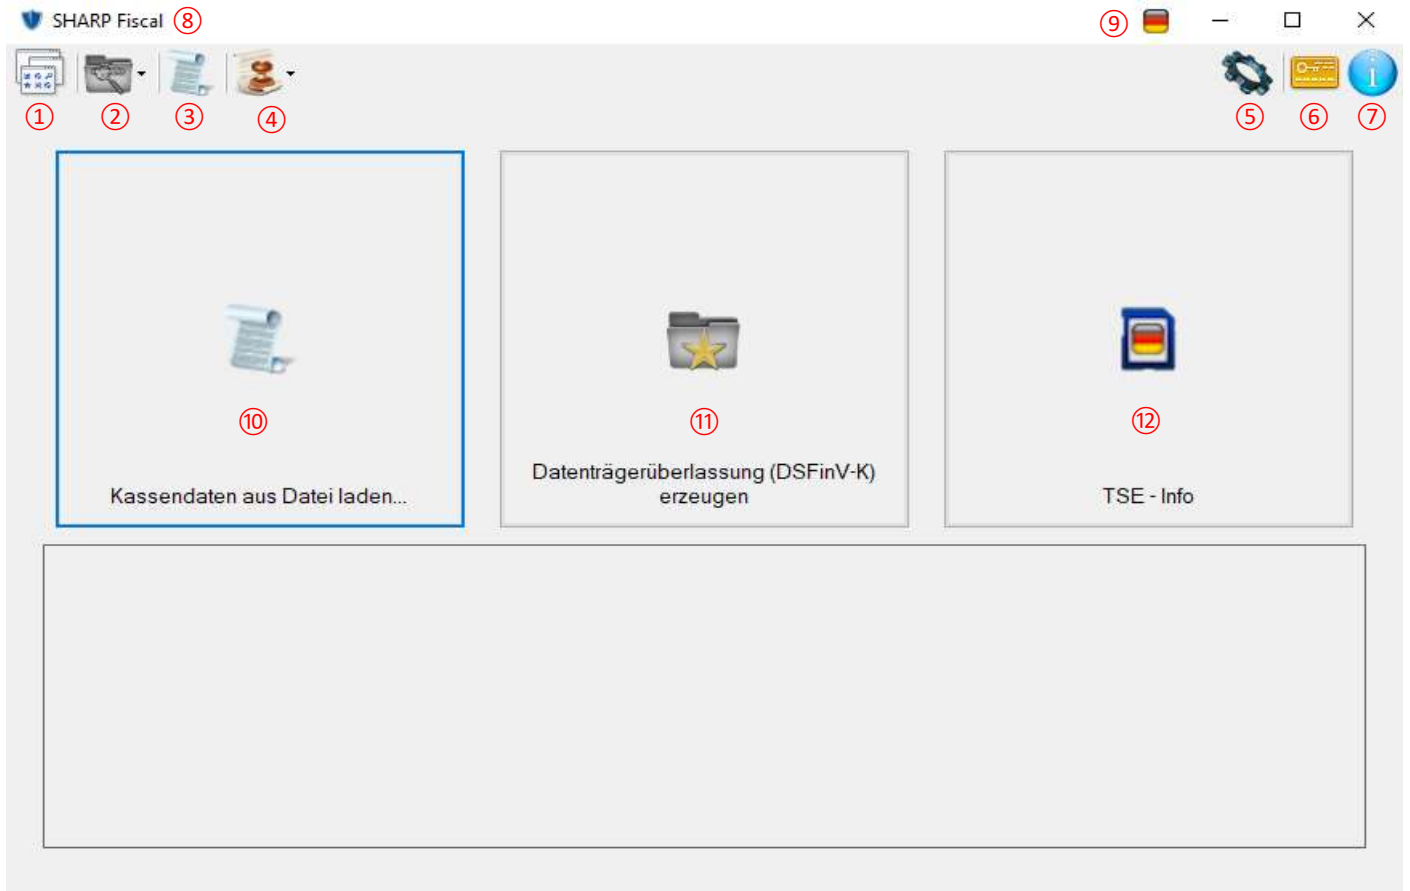 SHARP Fiscal ⑧
⑨
① ② ③ ④ ⑤ ⑥ ⑦
⑩ ⑪ ⑫
Kassendaten aus Datei laden...
Datenträgerüberlassung (DSFinV-K)
erzeugen
TSE - Info